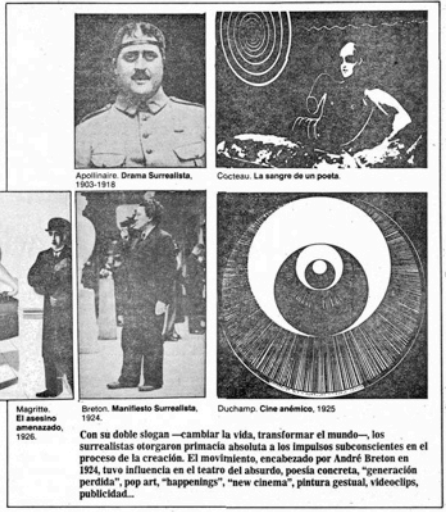 Apollinaire. Drama Surrealista,
1903-1918
Cocteau. La sangre de un poeta.
Magritte.
El asesino
amenazado,
1926.
Breton. Manifiesto Surrealista,
1924.
Duchamp. Cine anémico, 1925
Con su doble slogan —cambiar la vida, transformar el mundo—, los
surrealistas otorgaron primacía absoluta a los impulsos subconscientes en el
proceso de la creación. El movimiento, encabezado por André Breton en
1924, tuvo influencia en el teatro del absurdo, poesía concreta, "generación
perdida", pop art, "happenings", "new cinema", pintura gestual, videoclips,
publicidad...